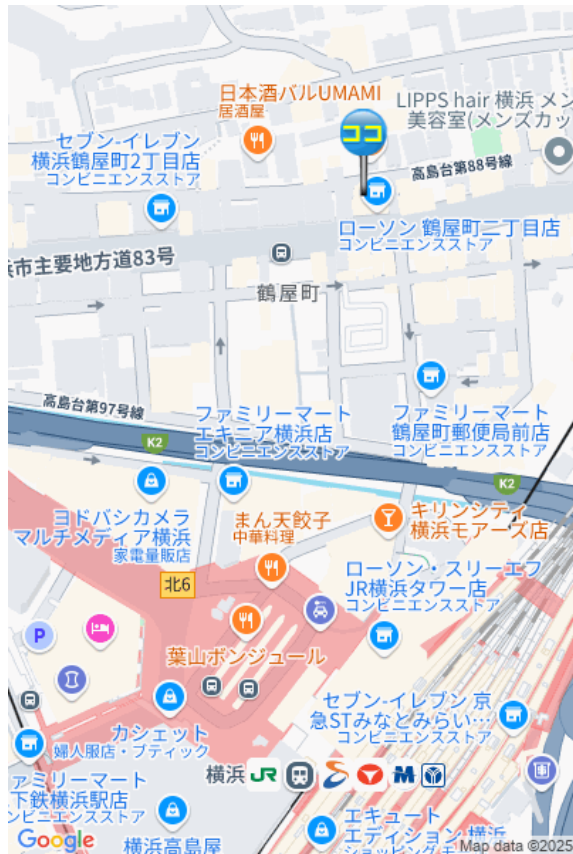 日本酒バルUMAMI
居酒屋
LIPPS hair 横浜 メン
美容室(メンズカッ
セブン-イレブン
横浜鶴屋町2丁目店
コンビニエンスストア
ココ
高島台第88号線
ローソン 鶴屋町二丁目店
コンビニエンスストア
浜市主要地方道83号
鶴屋町
高島台第97号線
ファミリーマート
エキニア横浜店
コンビニエンスストア
ファミリーマート
鶴屋町郵便局前店
コンビニエンスストア
K2
K2
ヨドバシカメラ
マルチメディア横浜
家電量販店
まん天餃子
中華料理
キリンシティ
横浜モアーズ店
北6
ローソン・スリーエフ
JR横浜タワー店
コンビニエンスストア
P
葉山ボンジュール
カシェット
婦人服店・ブティック
セブン-イレブン 京
急STみなとみらい…
コンビニエンスストア
横浜 JR M
ファミリーマート
下鉄横浜駅店
コンビニエンスストア
横浜高島屋
エキュート
エディション 横浜
ショッピング モ
Google
Map data ©2025